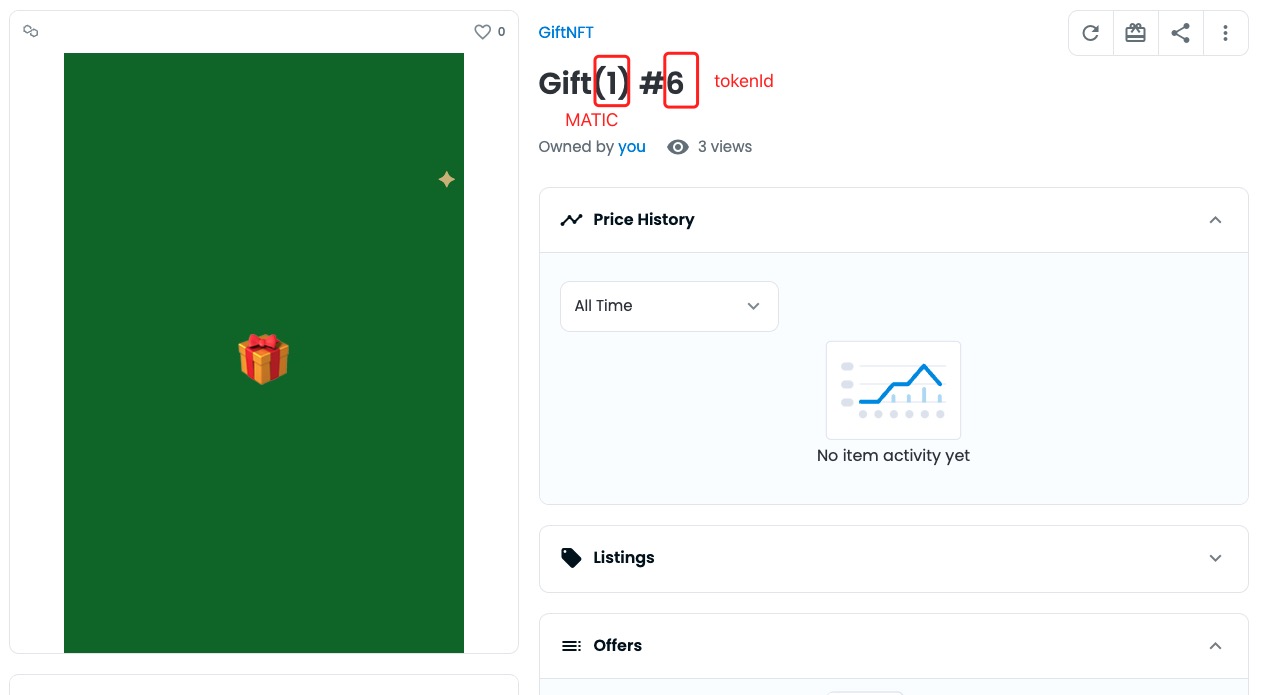 0
GiftNFT
Gift(1) #6 tokenId
MATIC
Owned by you 3 views
Price History
All Time
No item activity yet
Listings
Offers